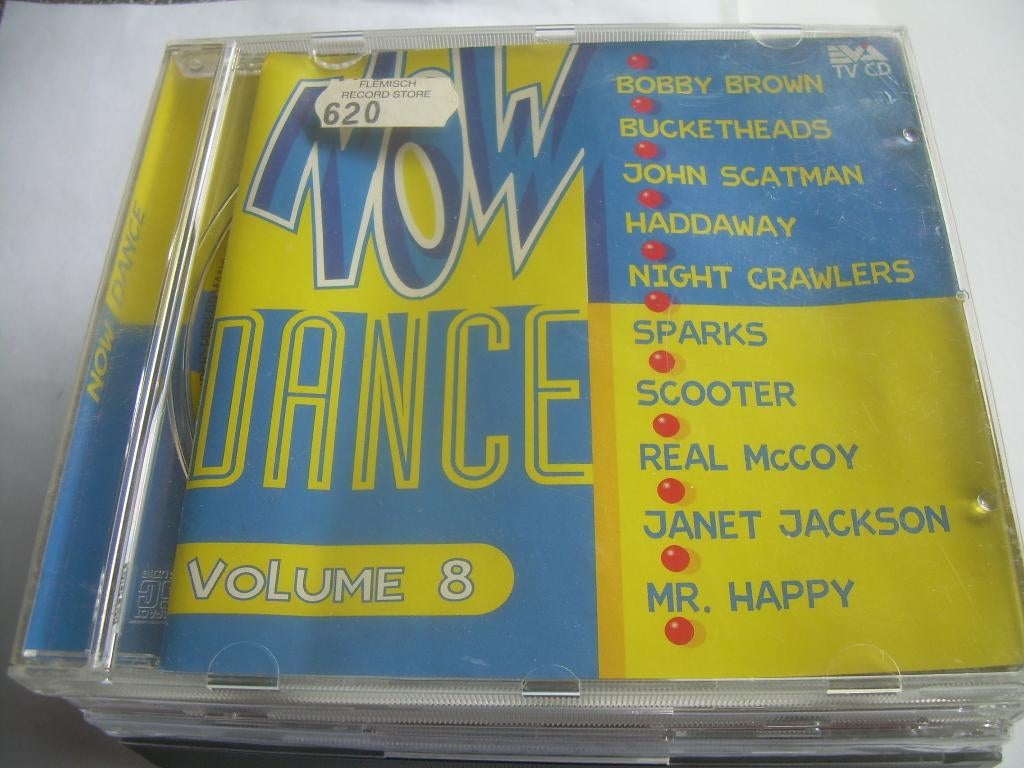 NOW DANCE
NOW
FLEMISCH
RECORD STORE
620
DANCE
VOLUME 8
EVA
TV CD
BOBBY BROWN
BUCKETHEADS
JOHN SCATMAN
HADDAWAY
NIGHT CRAWLERS
SPARKS
SCOOTER
REAL McCOY
JANET JACKSON
MR. HAPPY